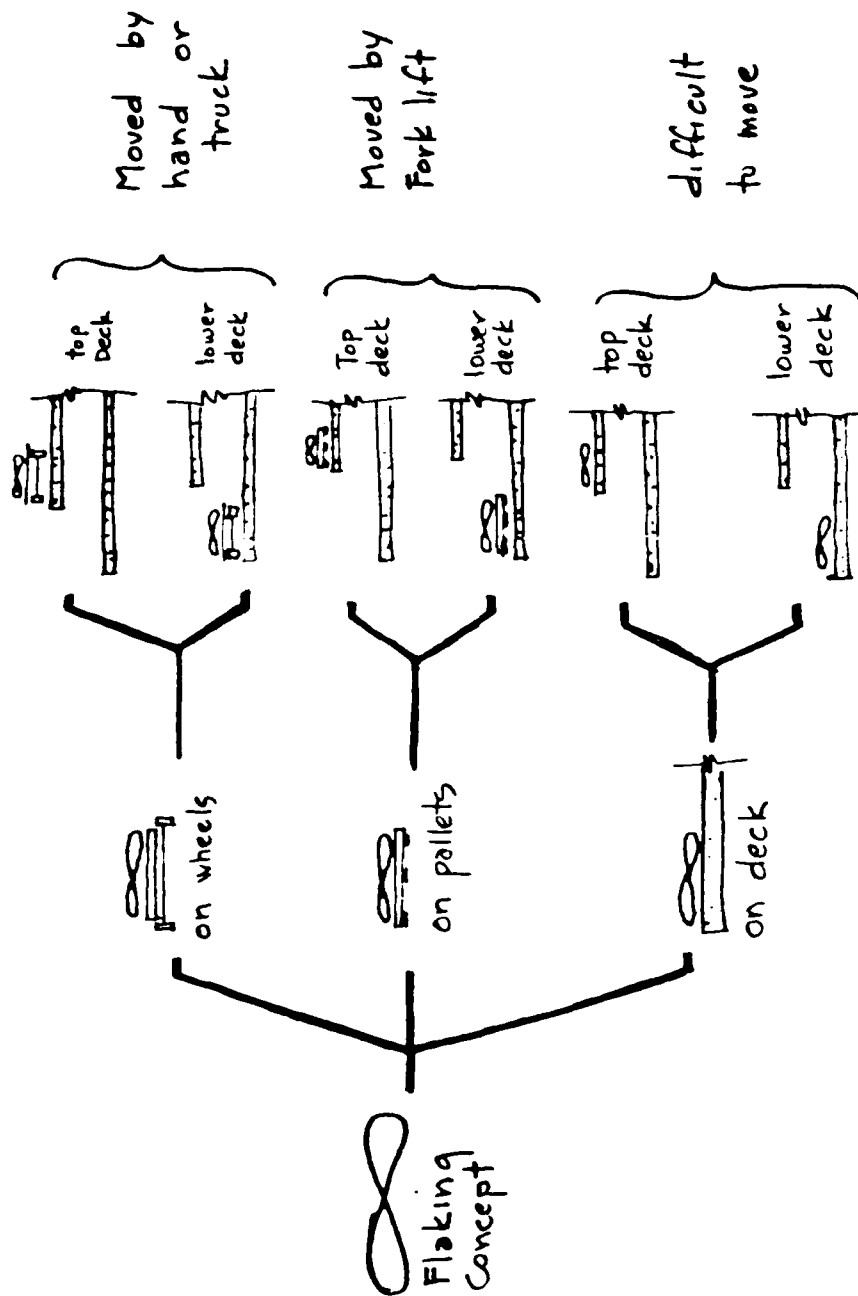 Flaking
Concept
on wheels
on pallets
on deck
top
Deck
lower
deck
Top
deck
lower
deck
top
deck
lower
deck
Moved by
hand or
truck
Moved by
Fork lift
difficult
to move